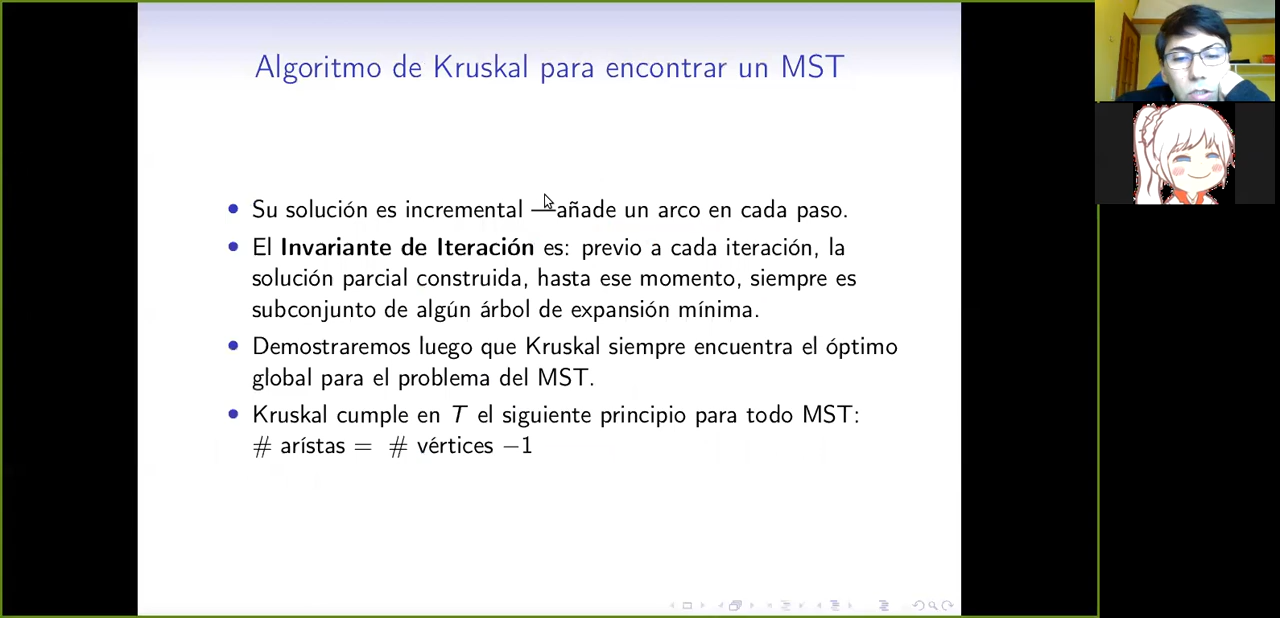 Algoritmo de Kruskal para encontrar un MST
• Su solución es incremental —añade un arco en cada paso.
• El Invariante de Iteración es: previo a cada iteración, la
solución parcial construida, hasta ese momento, siempre es
subconjunto de algún árbol de expansión mínima.
• Demostraremos luego que Kruskal siempre encuentra el óptimo
global para el problema del MST.
• Kruskal cumple en T el siguiente principio para todo MST:
# arístas = # vértices −1